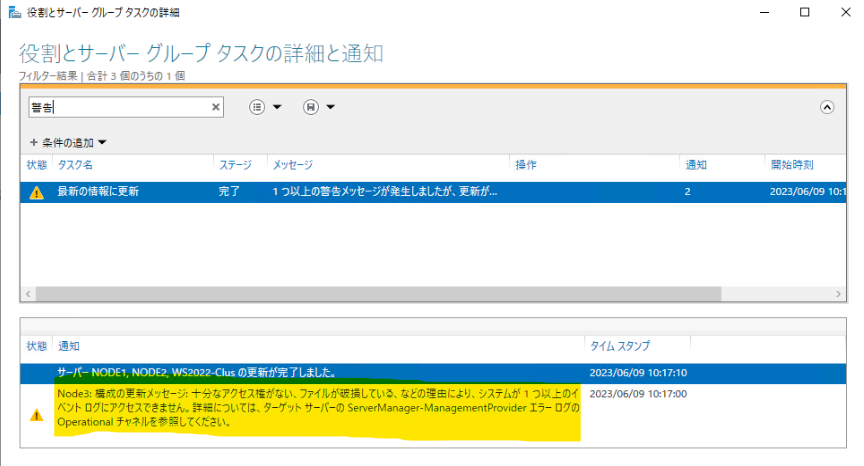 役割とサーバー グループ タスクの詳細
役割とサーバー グループ タスクの詳細と通知
フィルター結果 | 合計 3 個のうちの 1 個
警告
+ 条件の追加
状態 タスク名 ステージ メッセージ 操作 通知 開始時刻
最新の情報に更新 完了 1 つ以上の警告メッセージが発生しましたが、更新が... 2 2023/06/09 10:1
状態 通知 タイム スタンプ
サーバー NODE1, NODE2, WS2022-Clus の更新が完了しました。 2023/06/09 10:17:10
Node3: 構成の更新メッセージ: 十分なアクセス権がない、ファイルが破損している、などの理由により、システムが 1 つ以上のイ 2023/06/09 10:17:00
ベント ログにアクセスできません。詳細については、ターゲット サーバーの ServerManager-ManagementProvider エラー ログの
Operational チャネルを参照してください。